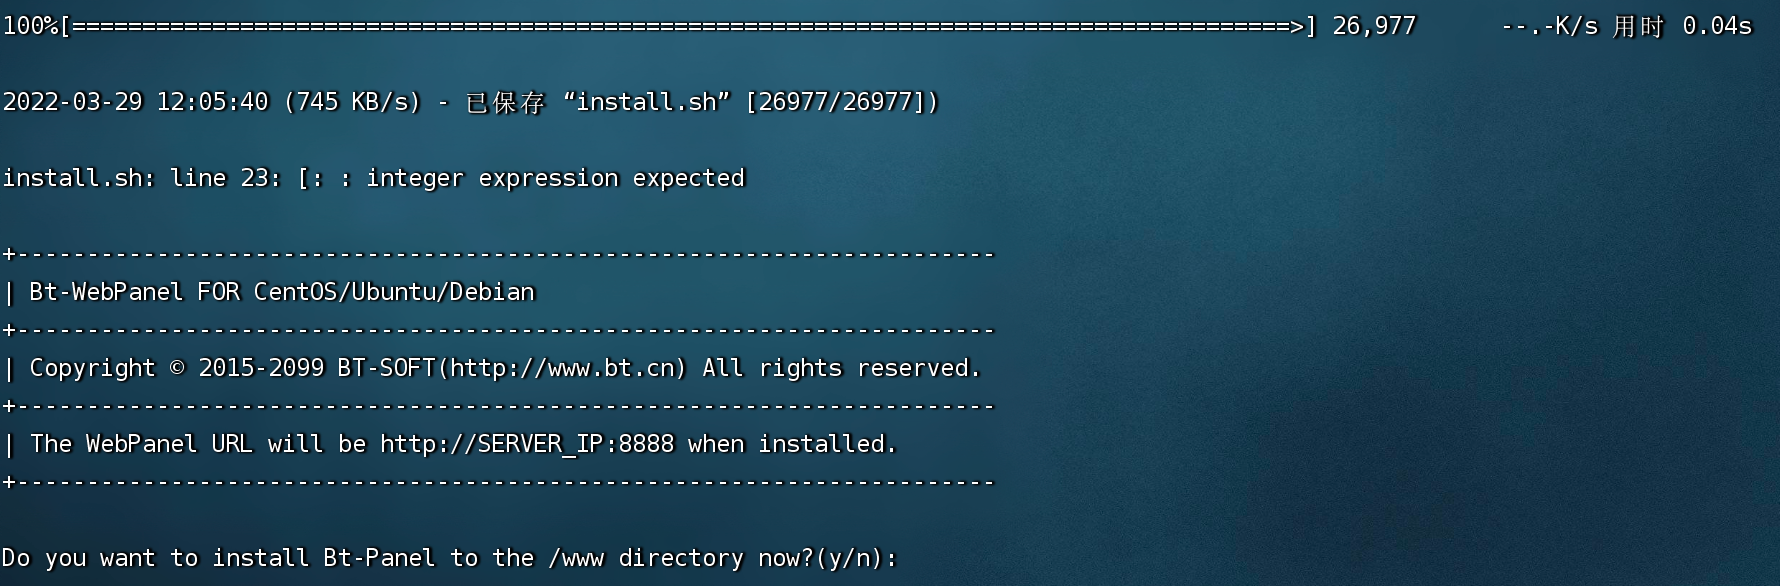 100%[=======================================================================================>] 26,977      --.-K/s 用时 0.04s
2022-03-29 12:05:40 (745 KB/s) - 已保存 “install.sh” [26977/26977])
install.sh: line 23: [: : integer expression expected
+----------------------------------------------------------------------
| Bt-WebPanel FOR CentOS/Ubuntu/Debian
+----------------------------------------------------------------------
| Copyright © 2015-2099 BT-SOFT(http://www.bt.cn) All rights reserved.
+----------------------------------------------------------------------
| The WebPanel URL will be http://SERVER_IP:8888 when installed.
+----------------------------------------------------------------------
Do you want to install Bt-Panel to the /www directory now?(y/n):